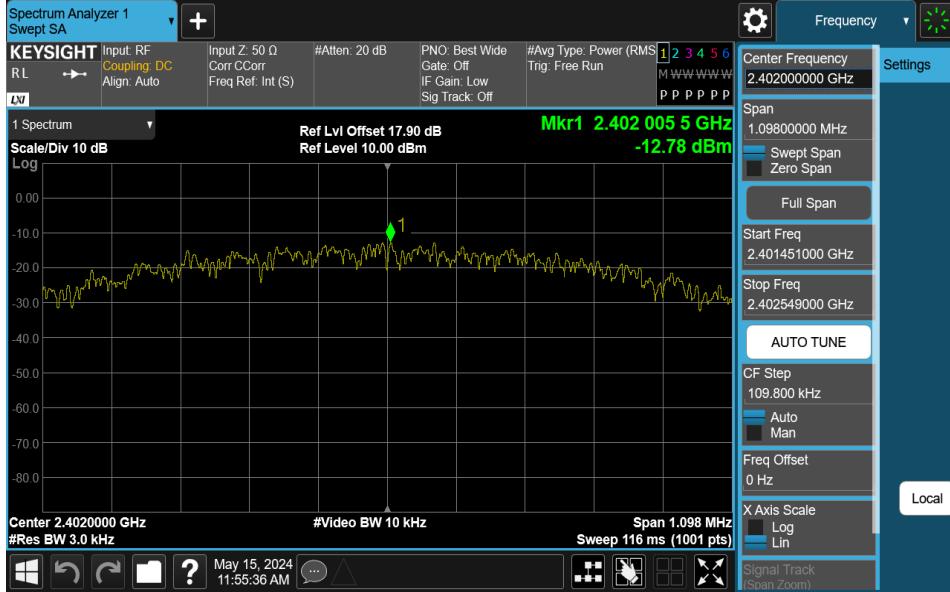 Spectrum Analyzer 1
Swept SA
+
Frequency
KEYSIGHT
R L
LXI
Input: RF
Coupling: DC
Align: Auto
Input Z: 50 Ω
Corr CCorr
Freq Ref: Int (S)
#Atten: 20 dB
PNO: Best Wide
Gate: Off
IF Gain: Low
Sig Track: Off
#Avg Type: Power (RMS
Trig: Free Run
1 2 3 4 5 6
M W W W W W
P P P P P P
1 Spectrum
Scale/Div 10 dB
Log
Ref Lvl Offset 17.90 dB
Ref Level 10.00 dBm
Mkr1 2.402 005 5 GHz
-12.78 dBm
1
0.00
-10.0
-20.0
-30.0
-40.0
-50.0
-60.0
-70.0
-80.0
Center 2.4020000 GHz
#Video BW 10 kHz
Span 1.098 MHz
#Res BW 3.0 kHz
Sweep 116 ms (1001 pts)
?
May 15, 2024
11:55:36 AM
Center Frequency
2.402000000 GHz
Settings
Span
1.09800000 MHz
Swept Span
Zero Span
Full Span
Start Freq
2.401451000 GHz
Stop Freq
2.402549000 GHz
AUTO TUNE
CF Step
109.800 kHz
Auto
Man
Freq Offset
0 Hz
Local
X Axis Scale
Log
Lin
Signal Track
(Span Zoom)